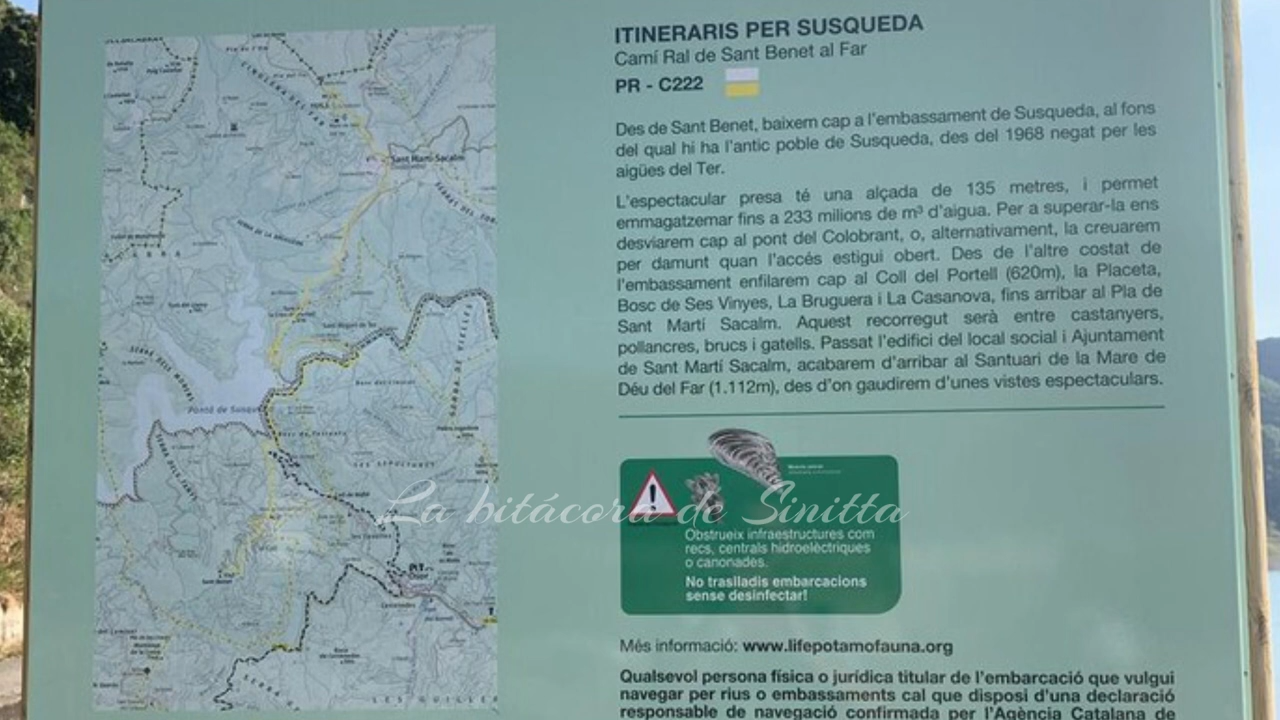 ITINERARIS PER SUSQUEDA
Camí Ral de Sant Benet al Far
PR - C222
Des de Sant Benet, baixem cap a l'embassament de Susqueda, al fons
del qual hi ha l'antic poble de Susqueda, des del 1968 negat per les
aigües del Ter.
L'espectacular presa té una alçada de 135 metres, i permet
emmagatzemar fins a 233 milions de m³ d'aigua. Per a superar-la ens
desviarem cap al pont del Colobrant, o, alternativament, la creuarem
per damunt quan l'accés estigui obert. Des de l'altre costat de
l'embassament enfilarem cap al Coll del Portell (620m), la Placeta,
Bosc de Ses Vinyes, La Bruguera i La Casanova, fins arribar al Pla de
Sant Martí Sacalm. Aquest recorregut serà entre castanyers,
pollancres, brucs i gatells. Passat l'edifici del local social i Ajuntament
de Sant Martí Sacalm, acabarem d'arribar al Santuari de la Mare de
Déu del Far (1.112m), des d'on gaudirem d'unes vistes espectaculars.
Sant Martí Sacalm
La bitácora de Sinitta
Obstrueix infraestructures com
recs, centrals hidroelèctriques
o canonades.
No traslladis embarcacions
sense desinfectar!
Més informació: www.lifepotamofauna.org
Qualsevol persona física o jurídica titular de l'embarcació que vulgui
navegar per rius o embassaments cal que disposi d'una declaració
responsable de navegació confirmada per l'Agència Catalana de